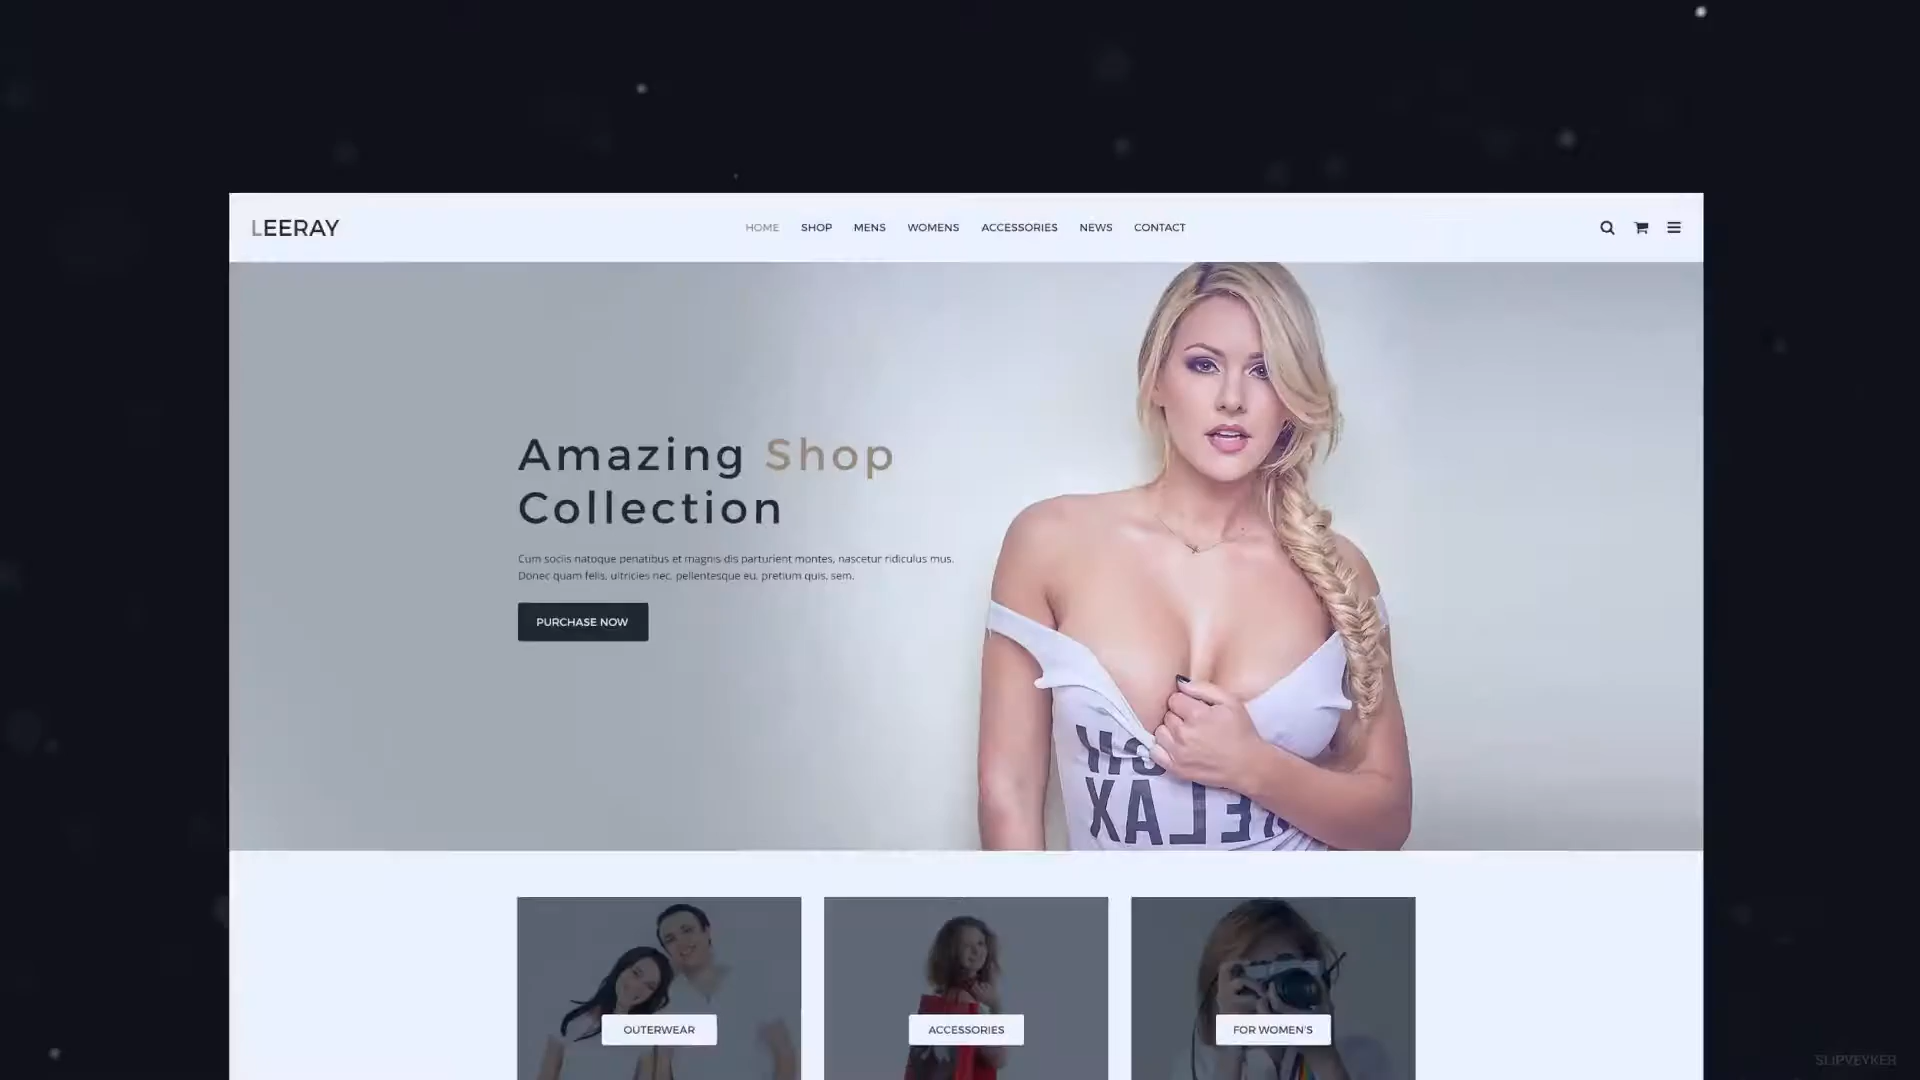 LEERAY
HOME SHOP MENS WOMENS ACCESSORIES NEWS CONTACT
Amazing Shop
Collection
Cum sociis natoque penatibus et magnis dis parturient montes, nascetur ridiculus mus.
Donec quam felis, ultricies nec, pellentesque eu, pretium quis, sem.
PURCHASE NOW
RELAX
OUTERWEAR
ACCESSORIES
FOR WOMEN'S
SLIPVEYKER